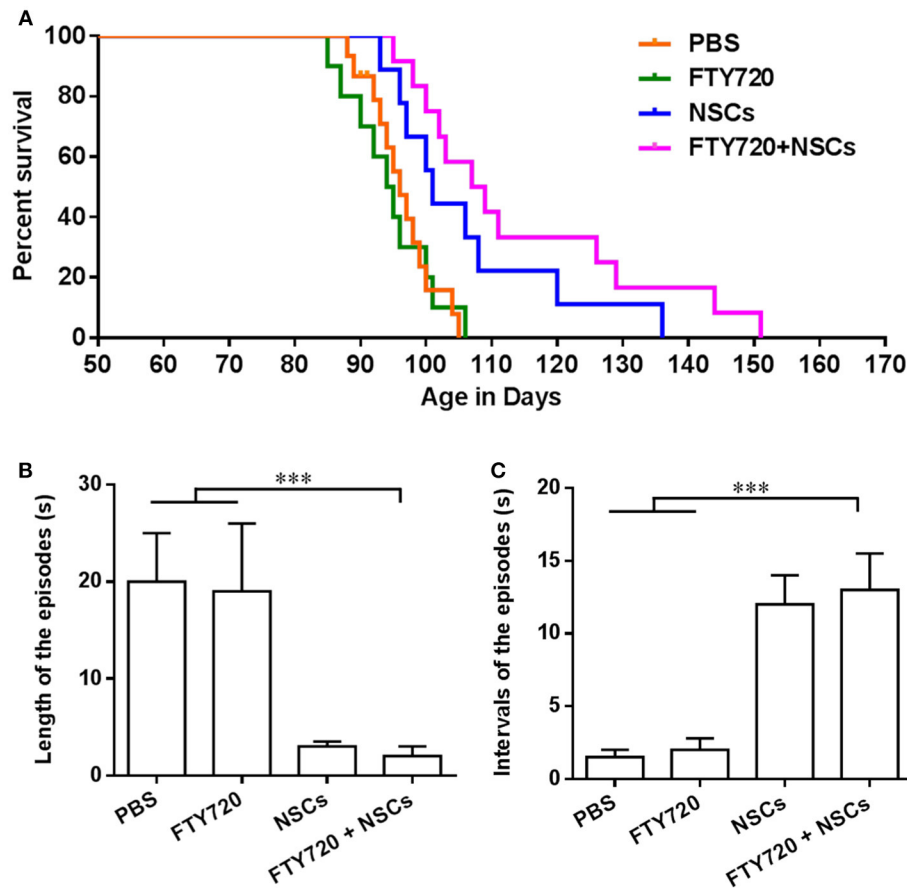 A
Percent survival
100
80
60
40
20
0
50 60 70 80 90 100 110 120 130 140 150 160 170
Age in Days
PBS
FTY720
NSCs
FTY720+NSCs
B
Length of the episodes (s)
30
20
10
0
***
PBS
FTY720
NSCs
FTY720 + NSCs
C
Intervals of the episodes (s)
20
15
10
5
0
***
PBS
FTY720
NSCs
FTY720 + NSCs